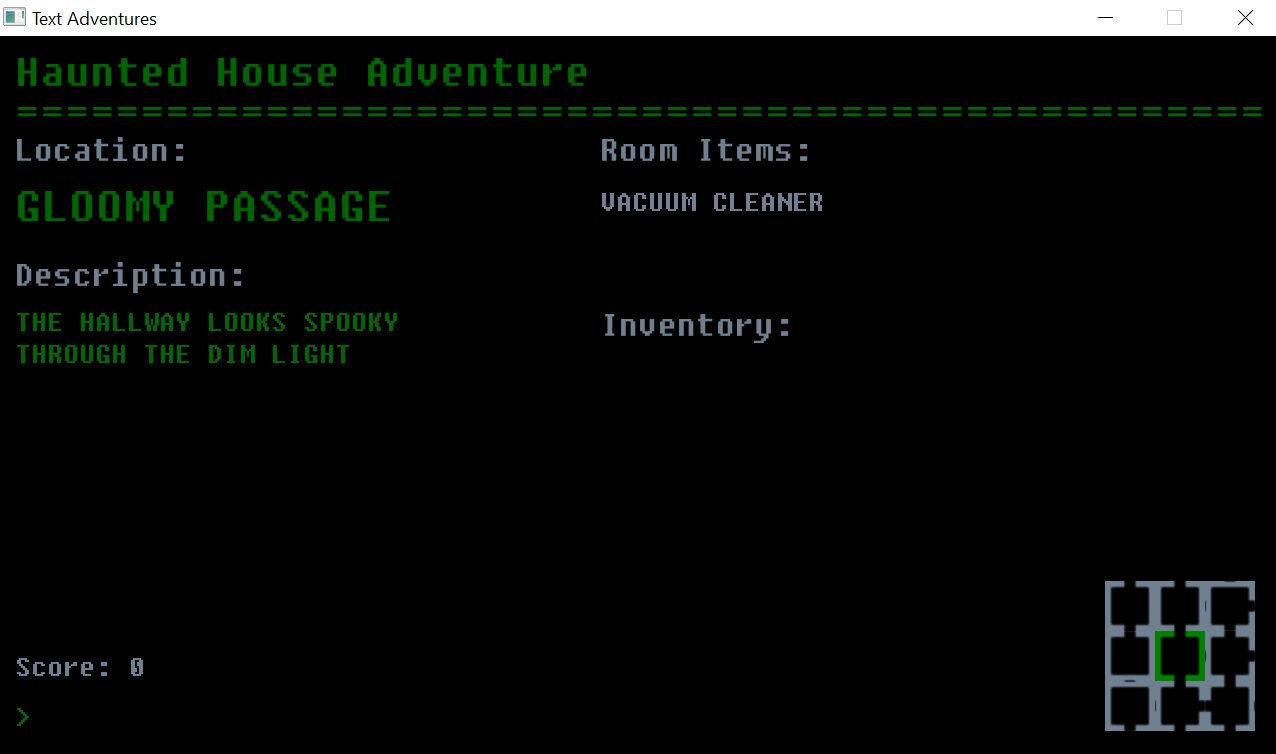 Text Adventures
Haunted House Adventure
==================================================
Location:
GLOOMY PASSAGE
Description:
THE HALLWAY LOOKS SPOOKY
THROUGH THE DIM LIGHT
Room Items:
VACUUM CLEANER
Inventory:
Score: 0
>